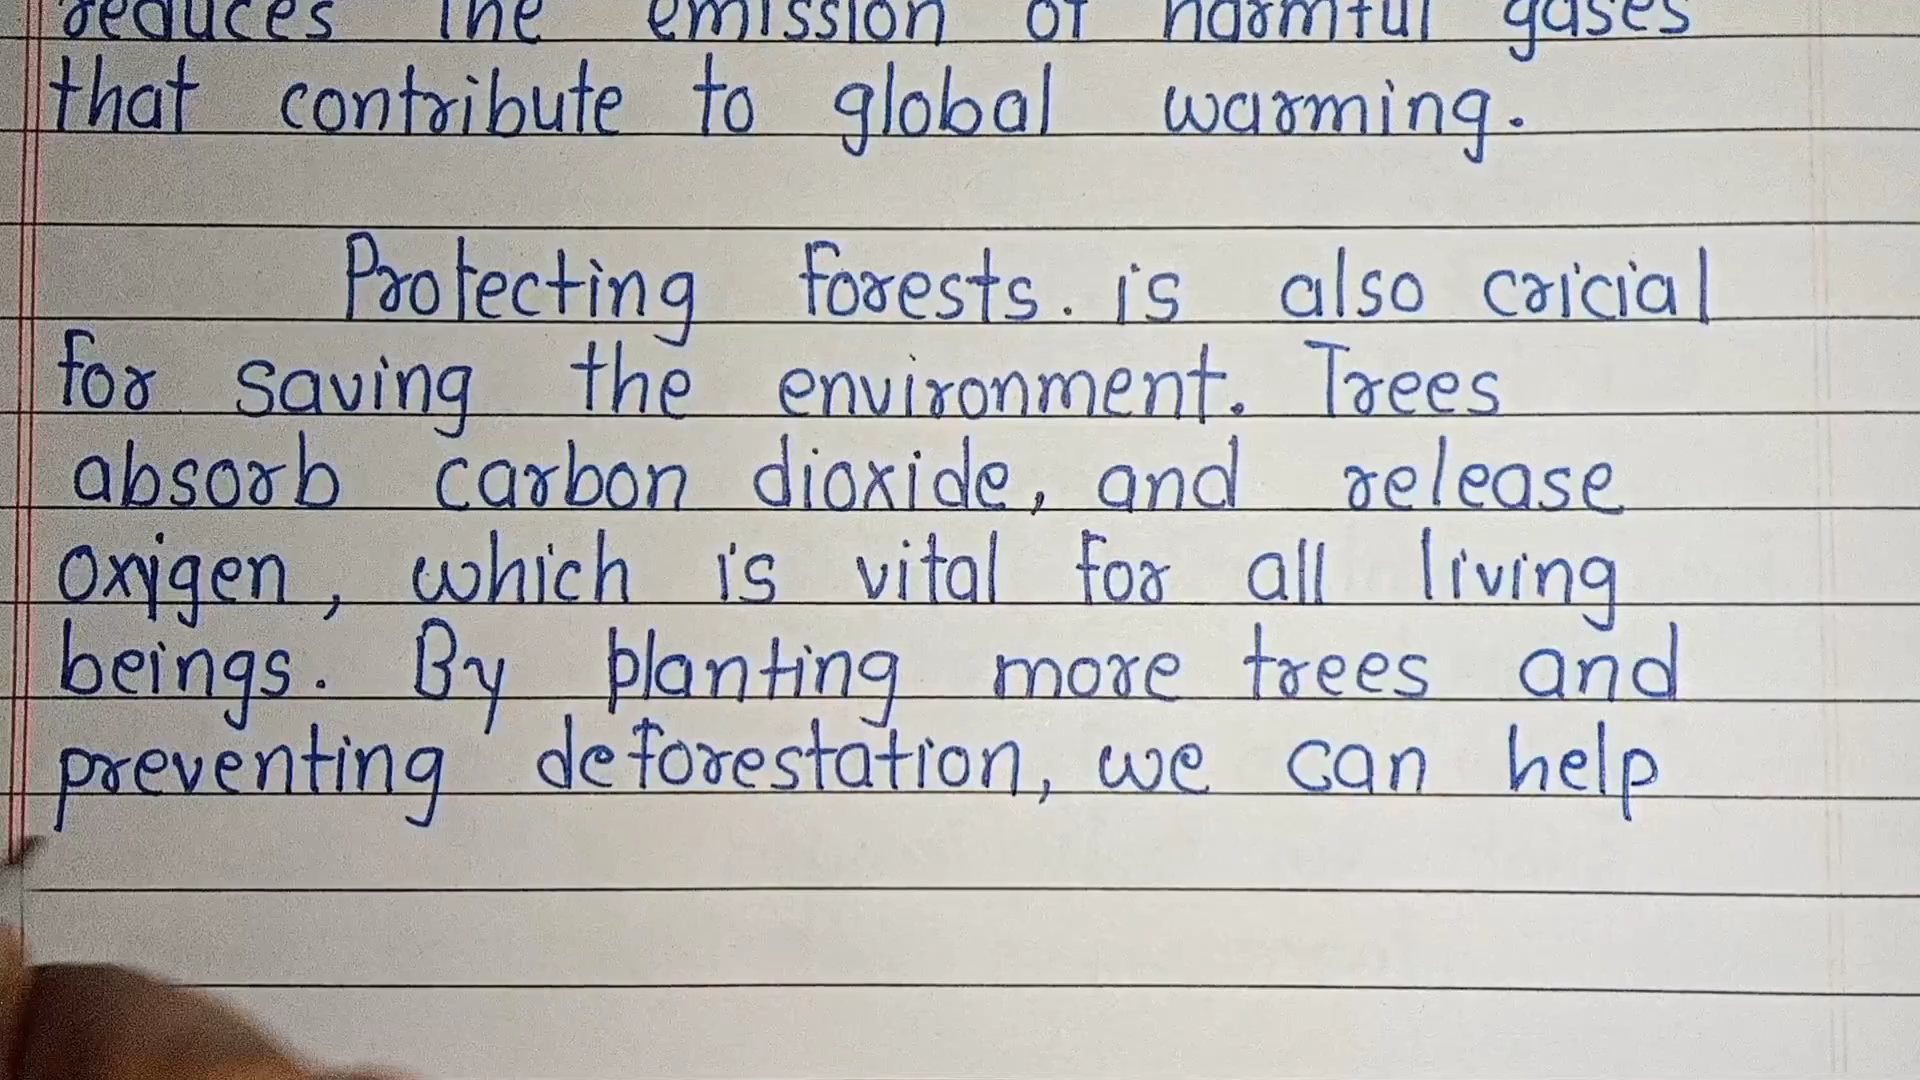 reduces the emission of harmful gases
that contribute to global warming.
Protecting forests. is also cricial
for saving the environment. Trees
absorb carbon dioxide, and release
oxygen, which is vital for all living
beings. By planting more trees and
preventing deforestation, we can help